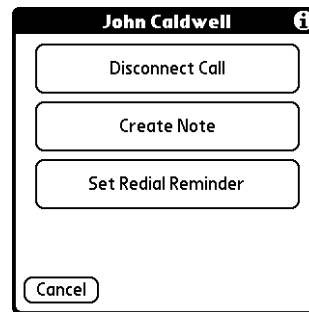 John Caldwell
Disconnect Call
Create Note
Set Redial Reminder
Cancel